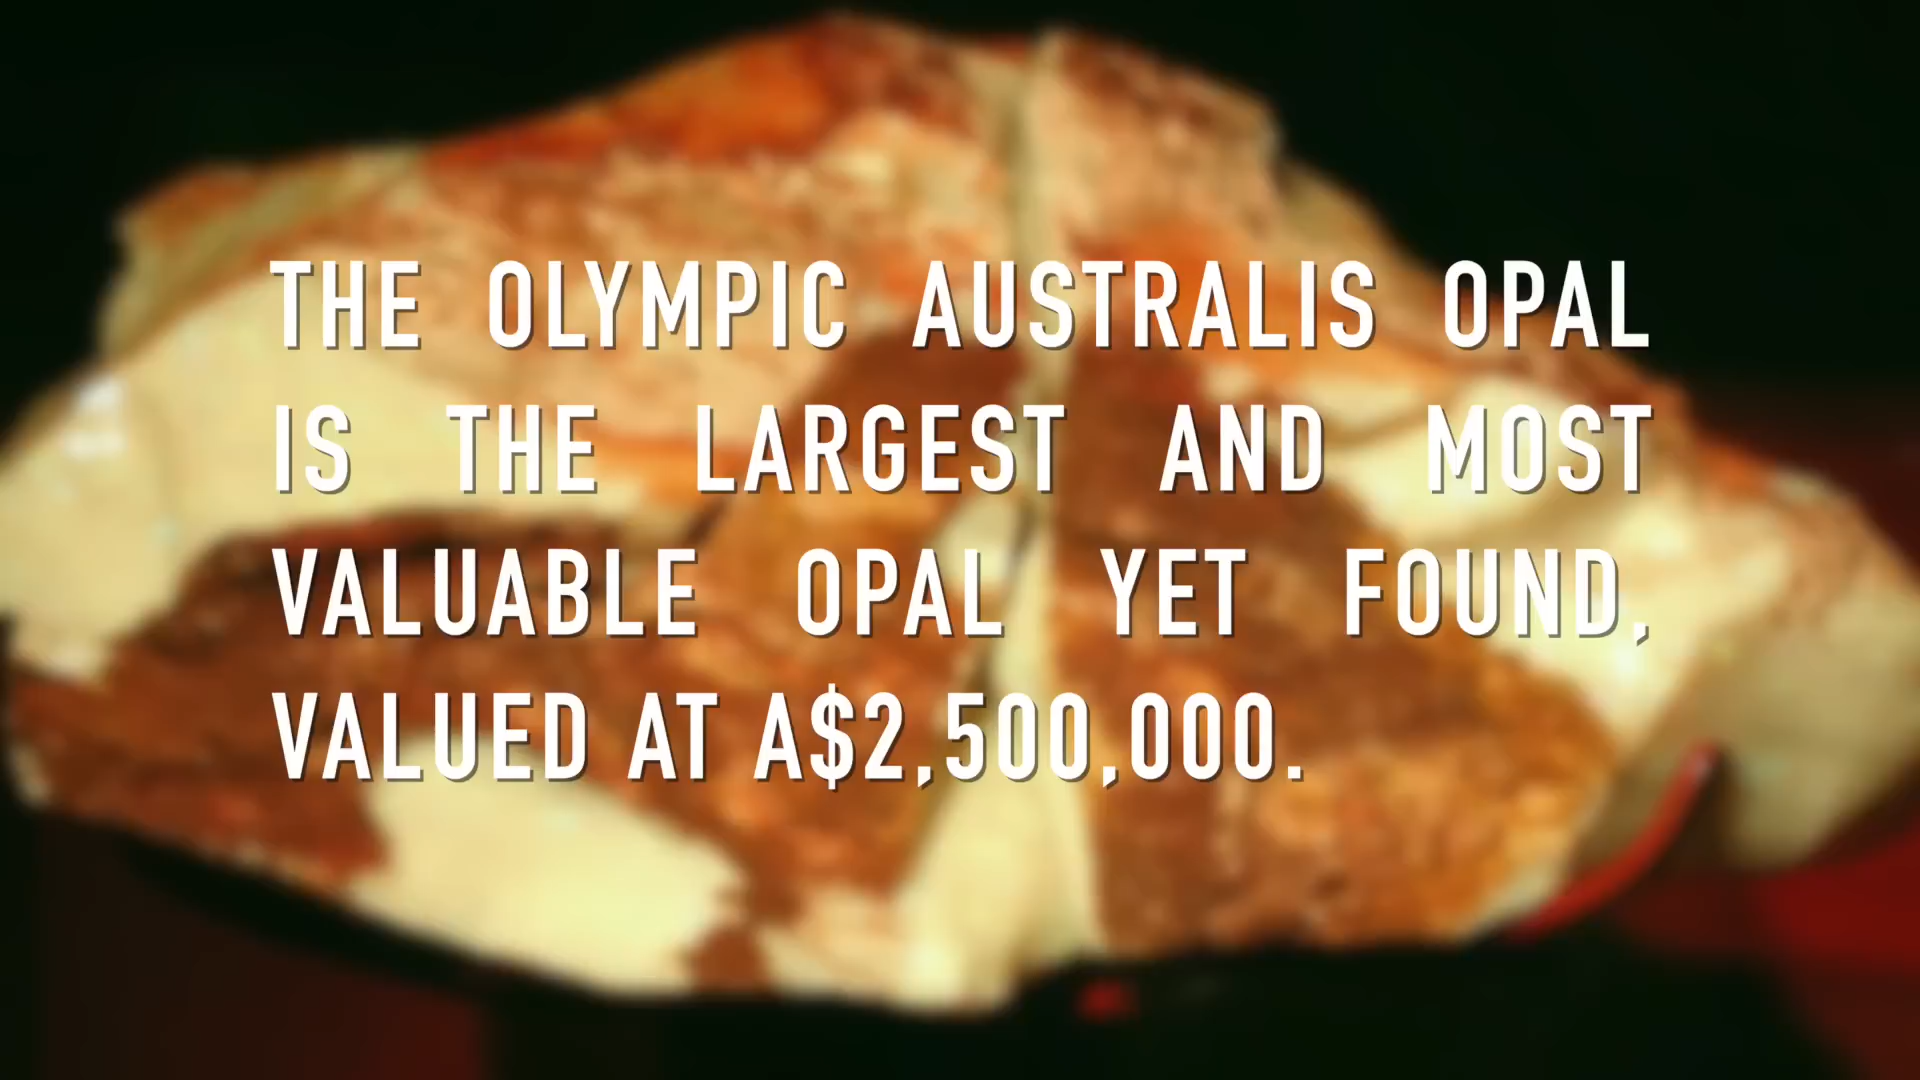 THE OLYMPIC AUSTRALIS OPAL
IS THE LARGEST AND MOST
VALUABLE OPAL YET FOUND,
VALUED AT A$2,500,000.